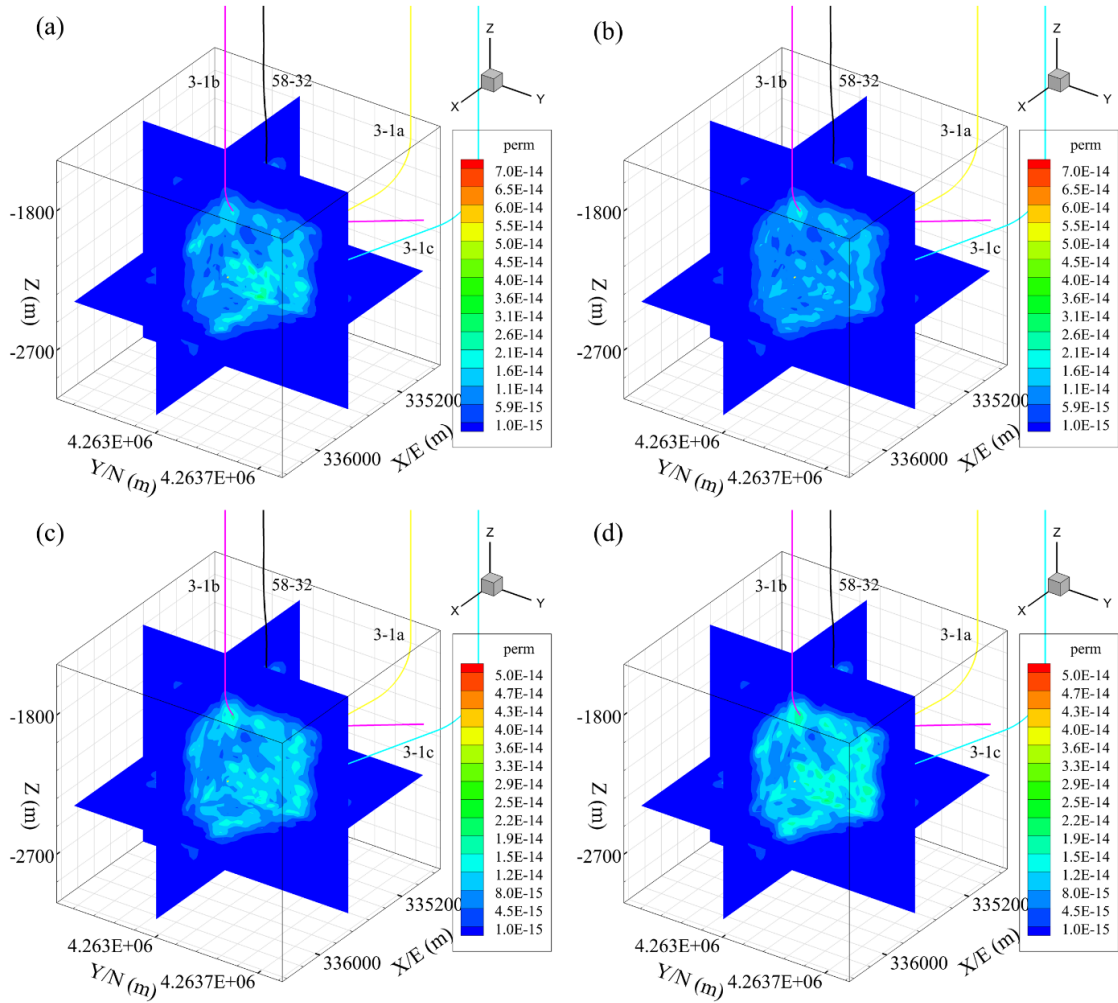 (a)
Z
X
Y
3-1b
58-32
3-1a
3-1c
perm
7.0E-14
6.5E-14
6.0E-14
5.5E-14
5.0E-14
4.5E-14
4.0E-14
3.6E-14
3.1E-14
2.6E-14
2.1E-14
1.6E-14
1.1E-14
5.9E-15
1.0E-15
-1800
Z (m)
-2700
4.263E+06
Y/N (m)
4.2637E+06
336000
X/E (m)
335200
(b)
Z
X
Y
3-1b
58-32
3-1a
3-1c
perm
7.0E-14
6.5E-14
6.0E-14
5.5E-14
5.0E-14
4.5E-14
4.0E-14
3.6E-14
3.1E-14
2.6E-14
2.1E-14
1.6E-14
1.1E-14
5.9E-15
1.0E-15
-1800
Z (m)
-2700
4.263E+06
Y/N (m)
4.2637E+06
336000
X/E (m)
335200
(c)
Z
X
Y
3-1b
58-32
3-1a
3-1c
perm
5.0E-14
4.7E-14
4.3E-14
4.0E-14
3.6E-14
3.3E-14
2.9E-14
2.5E-14
2.2E-14
1.9E-14
1.5E-14
1.2E-14
8.0E-15
4.5E-15
1.0E-15
-1800
Z (m)
-2700
4.263E+06
Y/N (m)
4.2637E+06
336000
X/E (m)
335200
(d)
Z
X
Y
3-1b
58-32
3-1a
3-1c
perm
5.0E-14
4.7E-14
4.3E-14
4.0E-14
3.6E-14
3.3E-14
2.9E-14
2.5E-14
2.2E-14
1.9E-14
1.5E-14
1.2E-14
8.0E-15
4.5E-15
1.0E-15
-1800
Z (m)
-2700
4.263E+06
Y/N (m)
4.2637E+06
336000
X/E (m)
335200